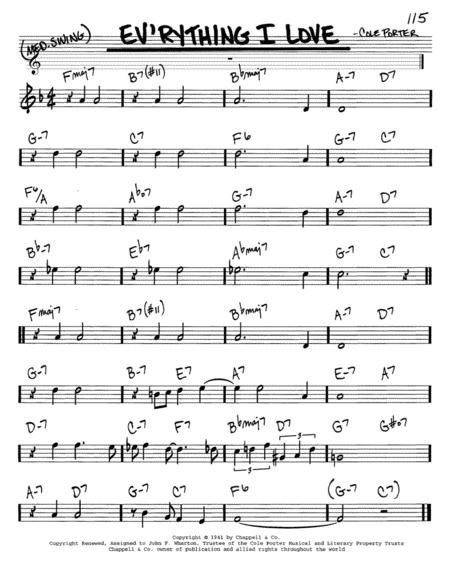 115
(MED. SWING) EV'RYTHING I LOVE - COLE PORTER
Fmaj7 B7(#11) Bbmaj7 A-7 D7
G-7 C7 F6 A-7 D7
F6/A Abo7 G-7 A-7 D7
Bb-7 Eb7 Abmaj7 G-7 C7
Fmaj7 B7(#11) Bbmaj7 A-7 D7
G-7 B-7 E7 A7 E-7 A7
D-7 C7 F Bbmaj7 D7 G7 G#o7
3 3
A-7 D7 G-7 C7 F6 (G-7 C7)
Copyright © 1941 by Chappell & Co.
Copyright Renewed, Assigned to John F. Wharton, Trustee of the Cole Porter Musical and Literary Property Trusts
Chappell & Co. owner of publication and allied rights throughout the world